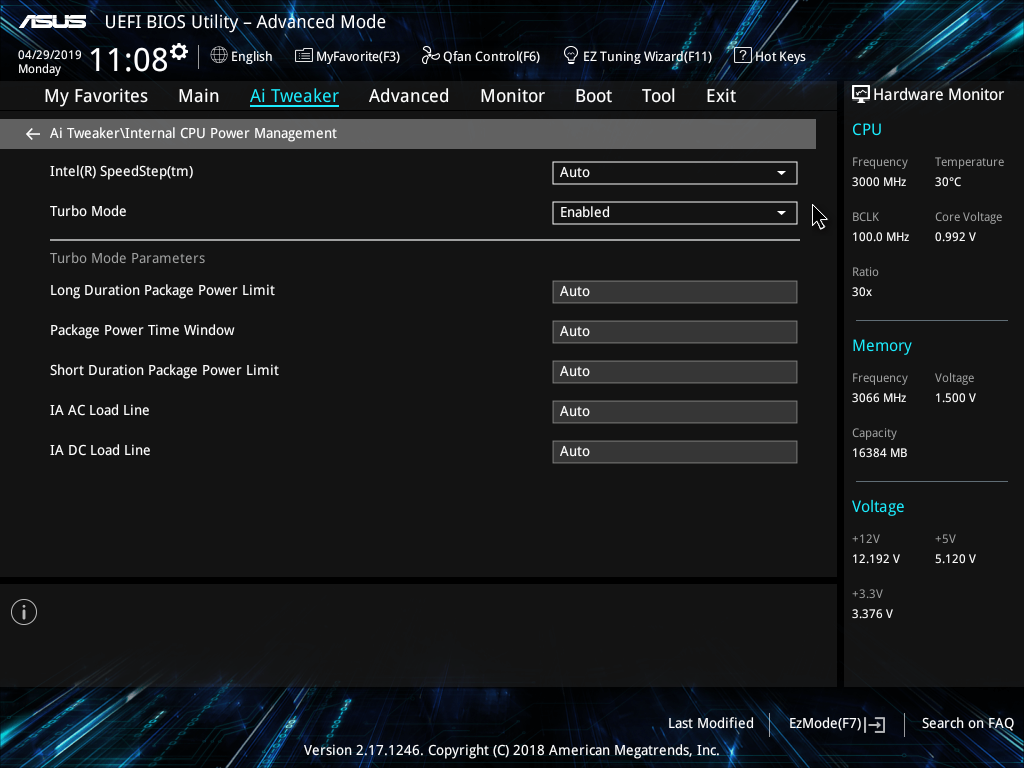 ASUS UEFI BIOS Utility – Advanced Mode
04/29/2019
Monday
11:08
English MyFavorite(F3) Qfan Control(F6) EZ Tuning Wizard(F11) ? Hot Keys
My Favorites Main Ai Tweaker Advanced Monitor Boot Tool Exit
← Ai Tweaker\Internal CPU Power Management
Intel(R) SpeedStep(tm) Auto
Turbo Mode Enabled
Turbo Mode Parameters
Long Duration Package Power Limit Auto
Package Power Time Window Auto
Short Duration Package Power Limit Auto
IA AC Load Line Auto
IA DC Load Line Auto
Hardware Monitor
CPU
Frequency Temperature
3000 MHz 30°C
BCLK Core Voltage
100.0 MHz 0.992 V
Ratio
30x
Memory
Frequency Voltage
3066 MHz 1.500 V
Capacity
16384 MB
Voltage
+12V +5V
12.192 V 5.120 V
+3.3V
3.376 V
i
Last Modified EzMode(F7) Search on FAQ
Version 2.17.1246. Copyright (C) 2018 American Megatrends, Inc.